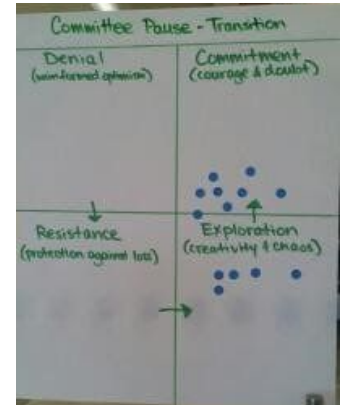 Committee Pause - Transition
Denial
(uninformed optimism)
Commitment
(courage & doubt)
Resistance
(protection against loss)
Exploration
(creativity & chaos)